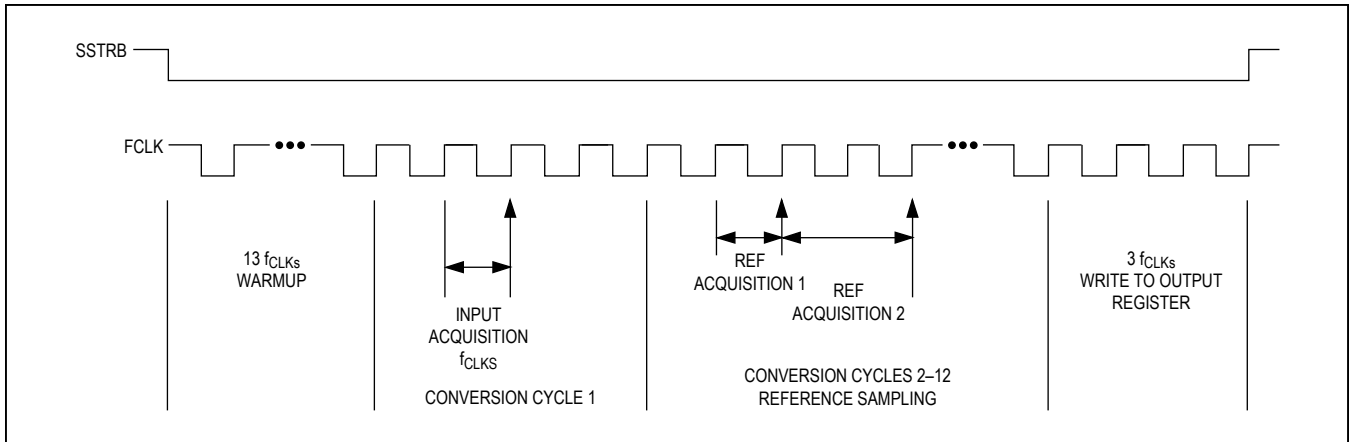 SSTRB
FCLK
13 fCLKs
WARMUP
INPUT
ACQUISITION
fCLKS
CONVERSION CYCLE 1
REF
ACQUISITION 1
REF
ACQUISITION 2
CONVERSION CYCLES 2–12
REFERENCE SAMPLING
3 fCLKs
WRITE TO OUTPUT
REGISTER